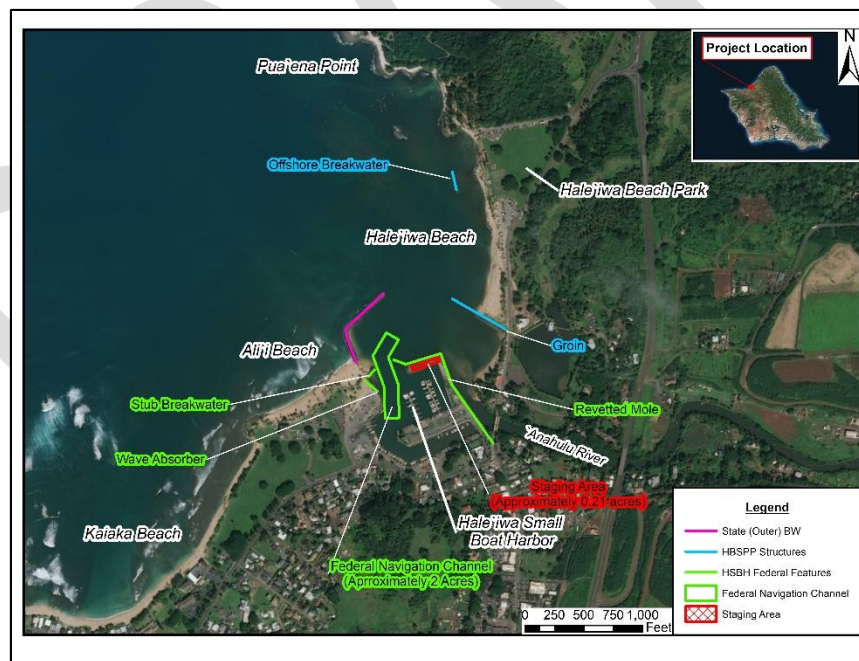 Pua`ena Point
Project Location
N
Offshore Breakwater
Hale`iwa Beach Park
Hale`iwa Beach
Groin
Ali`i Beach
Stub Breakwater
Revetted Mole
Wave Absorber
`Anahulu River
Staging Area
(Approximately 0.21 acres)
Hale`iwa Small
Boat Harbor
Kaiaka Beach
Federal Navigation Channel
(Aprroximately 2 Acres)
Legend
State (Outer) BW
HBSPP Structures
HSBH Federal Features
Federal Navigation Channel
Staging Area
0 250 500 750 1,000
Feet